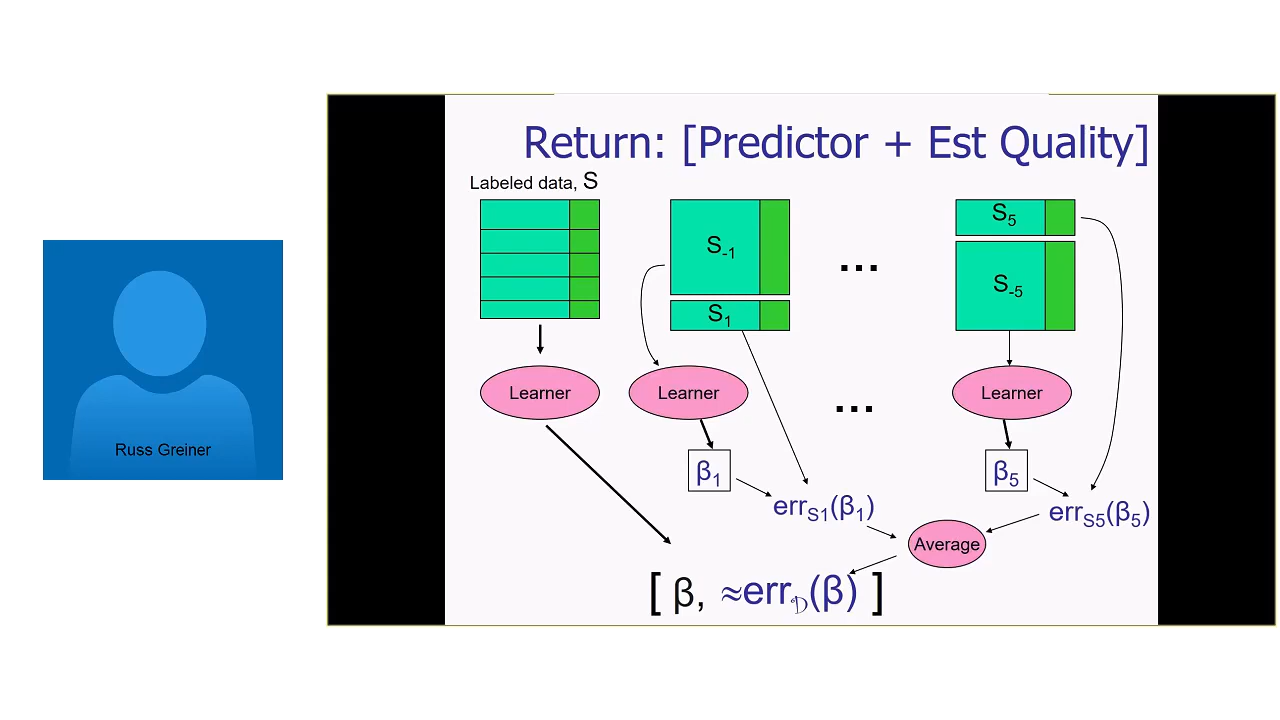 Return: [Predictor + Est Quality]
Labeled data, S
S-1
S1
...
S5
S-5
Learner
Learner
...
Learner
β1
β5
errS1(β1)
errS5(β5)
Average
[ β, ≈errD(β) ]
Russ Greiner